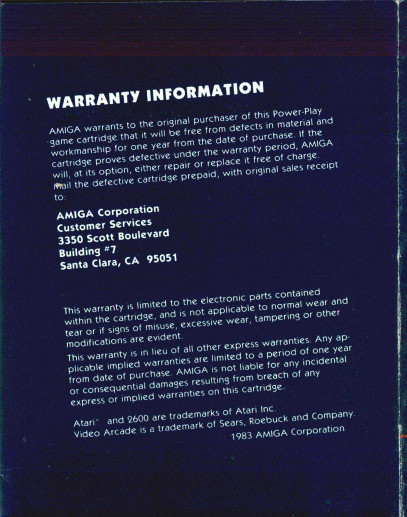 WARRANTY INFORMATION
AMIGA warrants to the original purchaser of this Power-Play
game cartridge that it will be free from defects in material and
workmanship for one year from the date of purchase. If the
cartridge proves defective under the warranty period, AMIGA
will, at its option, either repair or replace it free of charge.
Mail the defective cartridge prepaid, with original sales receipt
to:
AMIGA Corporation
Customer Services
3350 Scott Boulevard
Building #7
Santa Clara, CA 95051
This warranty is limited to the electronic parts contained
within the cartridge, and is not applicable to normal wear and
tear or if signs of misuse, excessive wear, tampering or other
modifications are evident.
This warranty is in lieu of all other express warranties. Any ap-
plicable implied warranties are limited to a period of one year
from date of purchase. AMIGA is not liable for any incidental
or consequential damages resulting from breach of any
express or implied warranties on this cartridge.
Atari® and 2600 are trademarks of Atari Inc.
Video Arcade is a trademark of Sears, Roebuck and Company.
1983 AMIGA Corporation